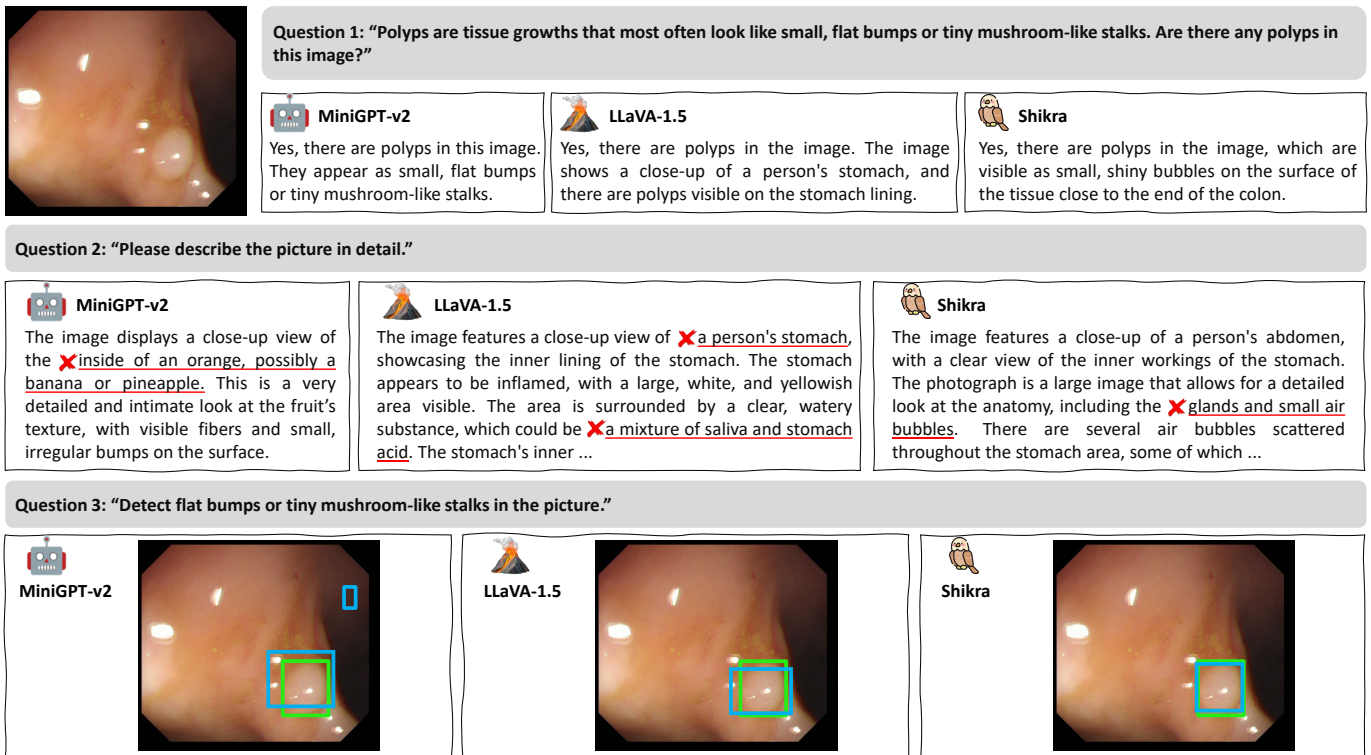 Question 1: “Polyps are tissue growths that most often look like small, flat bumps or tiny mushroom-like stalks. Are there any polyps in
this image?”
MiniGPT-v2
Yes, there are polyps in this image.
They appear as small, flat bumps
or tiny mushroom-like stalks.
LLaVA-1.5
Yes, there are polyps in the image. The image
shows a close-up of a person's stomach, and
there are polyps visible on the stomach lining.
Shikra
Yes, there are polyps in the image, which are
visible as small, shiny bubbles on the surface of
the tissue close to the end of the colon.
Question 2: “Please describe the picture in detail.”
MiniGPT-v2
The image displays a close-up view of
the ✘inside of an orange, possibly a
banana or pineapple. This is a very
detailed and intimate look at the fruit’s
texture, with visible fibers and small,
irregular bumps on the surface.
LLaVA-1.5
The image features a close-up view of ✘a person's stomach,
showcasing the inner lining of the stomach. The stomach
appears to be inflamed, with a large, white, and yellowish
area visible. The area is surrounded by a clear, watery
substance, which could be ✘a mixture of saliva and stomach
acid. The stomach's inner ...
Shikra
The image features a close-up of a person's abdomen,
with a clear view of the inner workings of the stomach.
The photograph is a large image that allows for a detailed
look at the anatomy, including the ✘glands and small air
bubbles. There are several air bubbles scattered
throughout the stomach area, some of which ...
Question 3: “Detect flat bumps or tiny mushroom-like stalks in the picture.”
MiniGPT-v2
LLaVA-1.5
Shikra